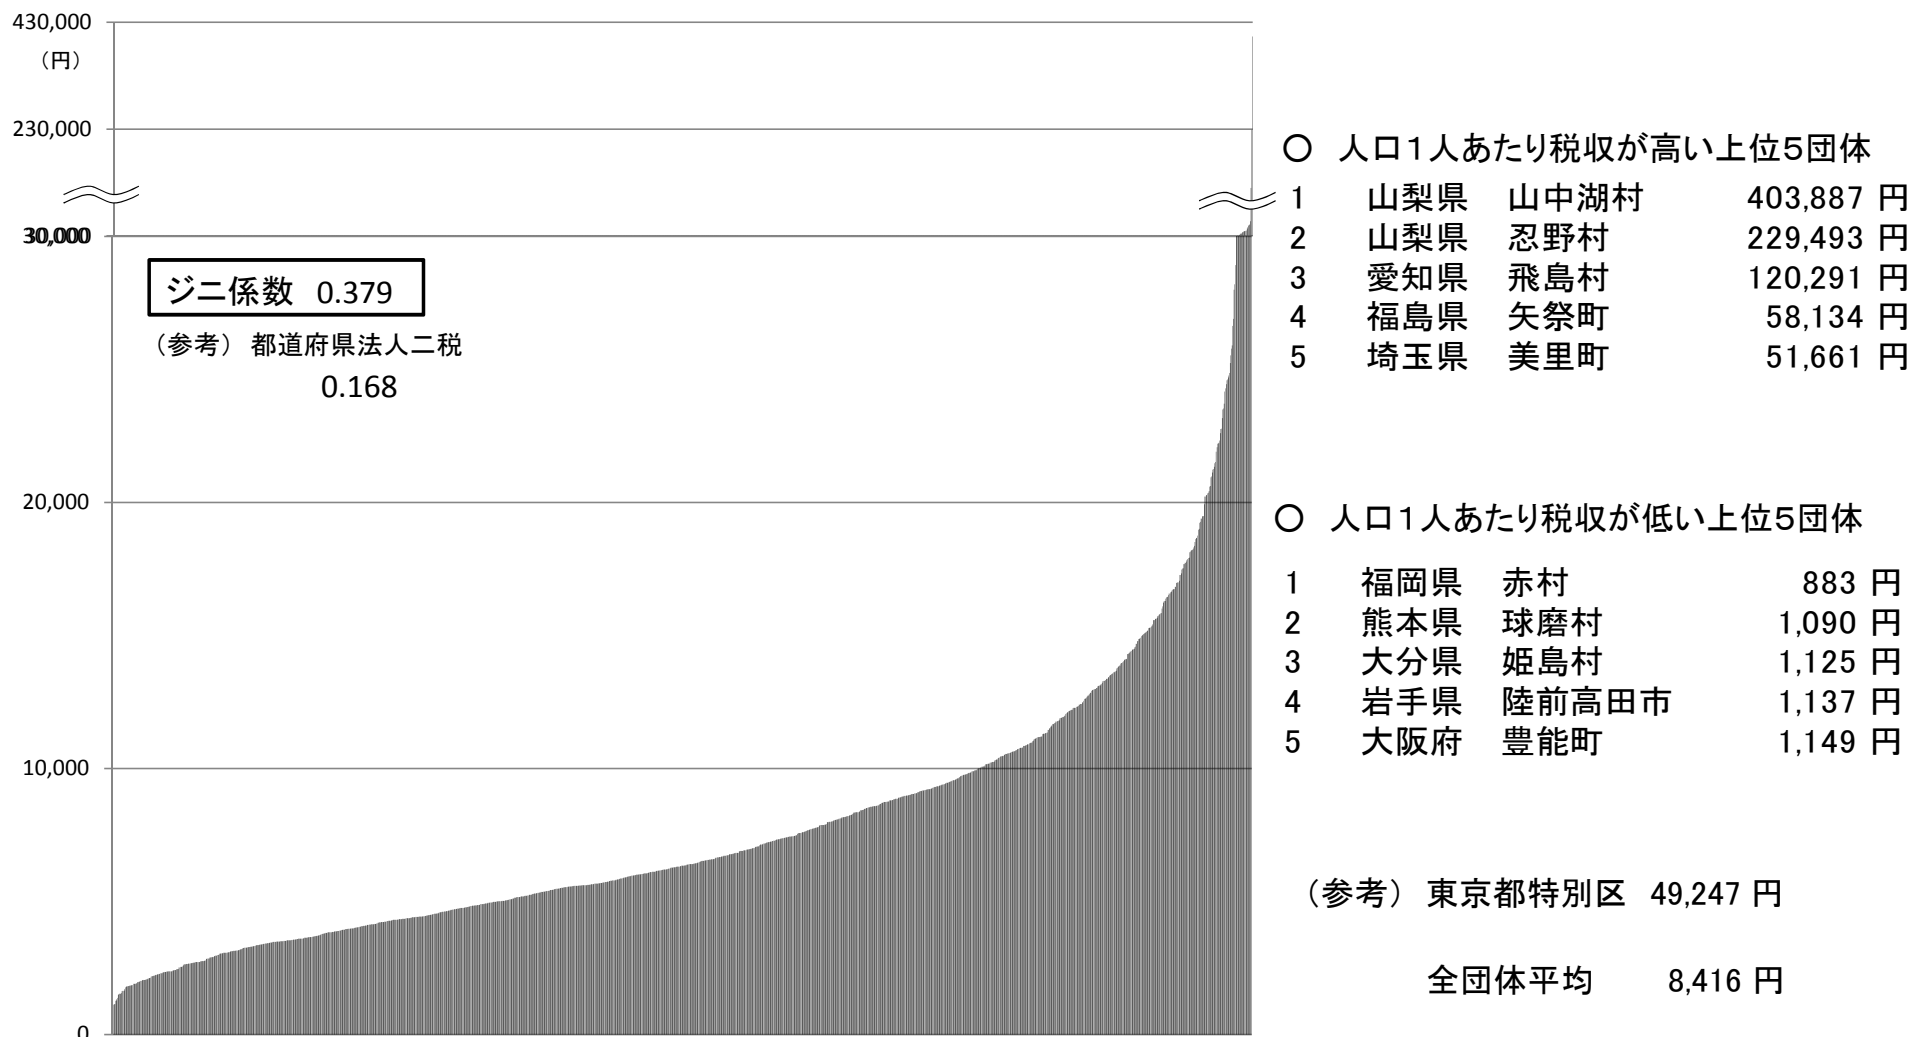 430,000
（円）
230,000
30,000
20,000
10,000
0
ジニ係数 0.379
（参考）都道府県法人二税
0.168
○ 人口１人あたり税収が高い上位５団体
1 山梨県 山中湖村 403,887 円
2 山梨県 忍野村 229,493 円
3 愛知県 飛島村 120,291 円
4 福島県 矢祭町 58,134 円
5 埼玉県 美里町 51,661 円
○ 人口１人あたり税収が低い上位５団体
1 福岡県 赤村 883 円
2 熊本県 球磨村 1,090 円
3 大分県 姫島村 1,125 円
4 岩手県 陸前高田市 1,137 円
5 大阪府 豊能町 1,149 円
（参考）東京都特別区 49,247 円
全団体平均 8,416 円